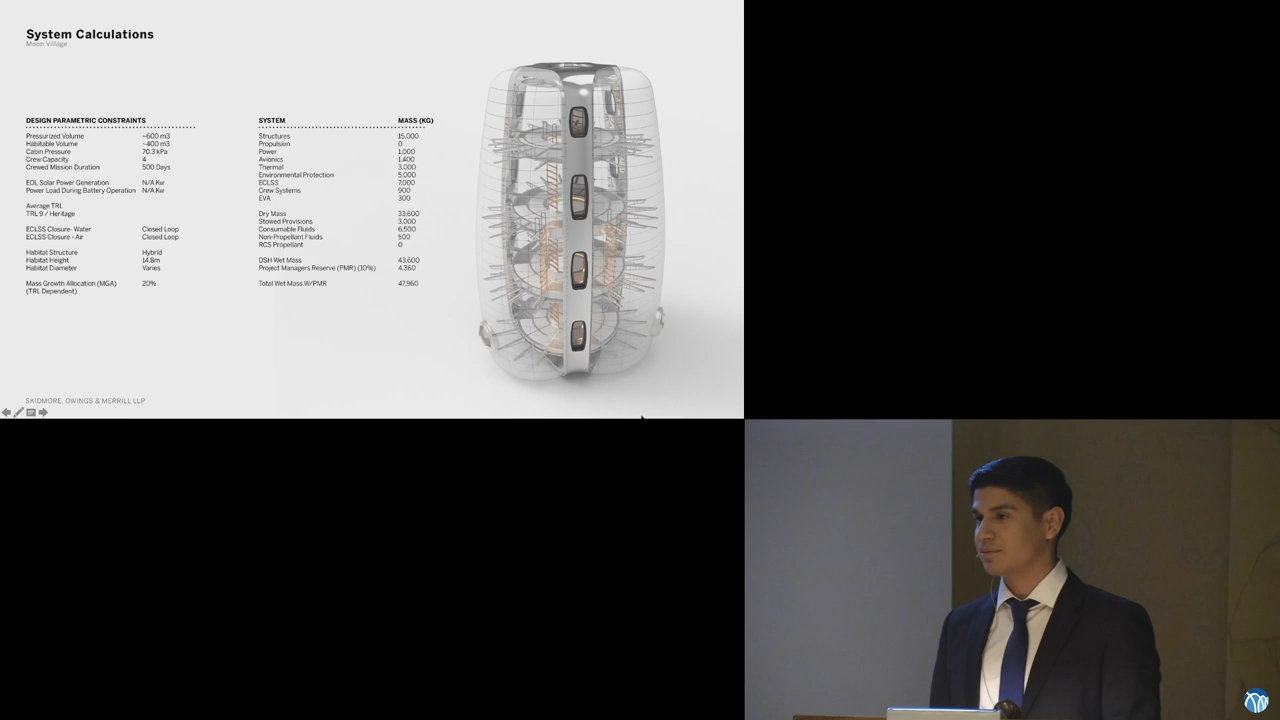 System Calculations
Moon Village
DESIGN PARAMETRIC CONSTRAINTS
Pressurized Volume ~600 m3
Habitable Volume ~400 m3
Cabin Pressure 70.3 kPa
Crew Capacity 4
Crewed Mission Duration 500 Days
EOL Solar Power Generation N/A Kw
Power Load During Battery Operation N/A Kw
Average TRL
TRL 9 / Heritage
ECLSS Closure- Water Closed Loop
ECLSS Closure - Air Closed Loop
Habitat Structure Hybrid
Habitat Height 14.8m
Habitat Diameter Varies
Mass Growth Allocation (MGA) 20%
(TRL Dependent)
SYSTEM MASS (KG)
Structures 15,000
Propulsion 0
Power 1,000
Avionics 1,400
Thermal 3,000
Environmental Protection 5,000
ECLSS 7,000
Crew Systems 900
EVA 300
Dry Mass 33,600
Stowed Provisions 3,000
Consumable Fluids 6,500
Non-Propellant Fluids 500
RCS Propellant 0
DSH Wet Mass 43,600
Project Managers Reserve (PMR) (10%) 4,360
Total Wet Mass W/PMR 47,960
SKIDMORE, OWINGS & MERRILL LLP